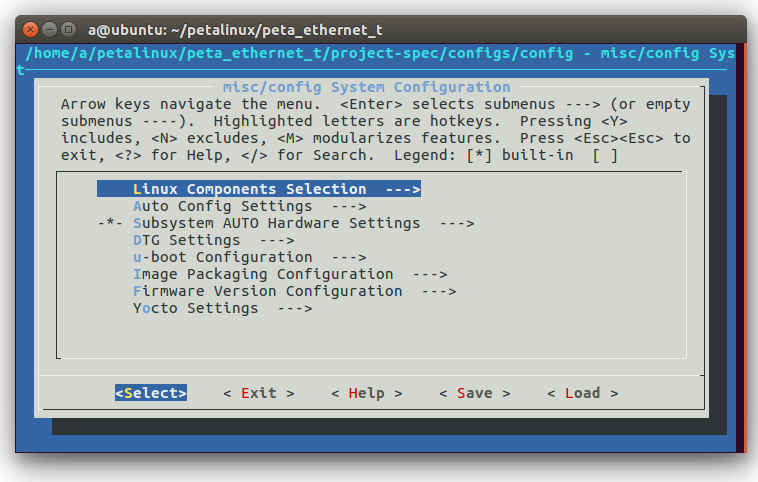 a@ubuntu: ~/petalinux/peta_ethernet_t
/home/a/petalinux/peta_ethernet_t/project-spec/configs/config - misc/config Sys
t
misc/config System Configuration
Arrow keys navigate the menu.  <Enter> selects submenus ---> (or empty
submenus ----).  Highlighted letters are hotkeys.  Pressing <Y>
includes, <N> excludes, <M> modularizes features.  Press <Esc><Esc> to
exit, <?> for Help, </> for Search.  Legend: [*] built-in  [ ]
Linux Components Selection  --->
Auto Config Settings  --->
-*- Subsystem AUTO Hardware Settings  --->
DTG Settings  --->
u-boot Configuration  --->
Image Packaging Configuration  --->
Firmware Version Configuration  --->
Yocto Settings  --->
<Select>    < Exit >    < Help >    < Save >    < Load >